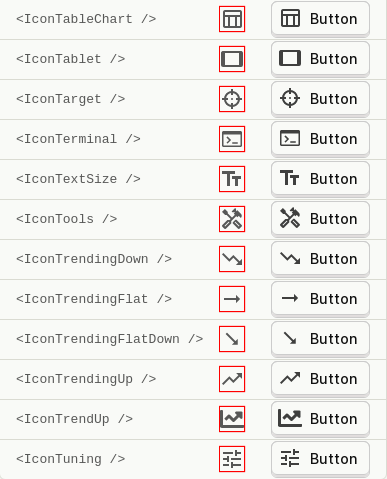 <IconTableChart /> Button
<IconTablet /> Button
<IconTarget /> Button
<IconTerminal /> Button
<IconTextSize /> Button
<IconTools /> Button
<IconTrendingDown /> Button
<IconTrendingFlat /> Button
<IconTrendingFlatDown /> Button
<IconTrendingUp /> Button
<IconTrendUp /> Button
<IconTuning /> Button